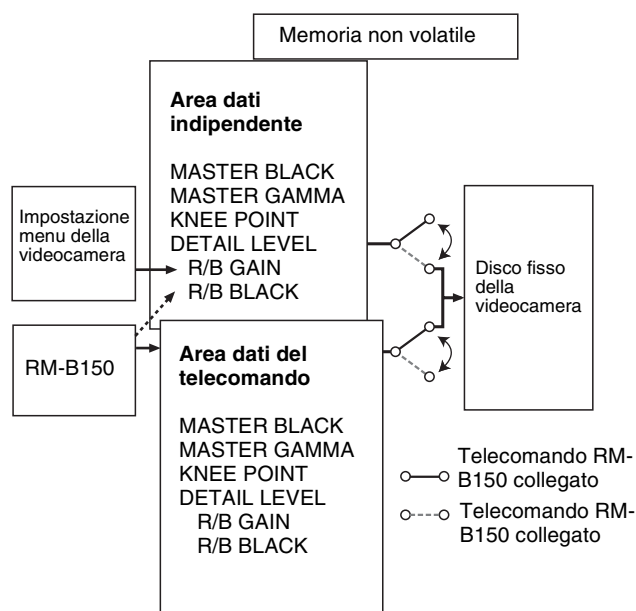 Memoria non volatile
Area dati
indipendente
MASTER BLACK
MASTER GAMMA
KNEE POINT
DETAIL LEVEL
R/B GAIN
R/B BLACK
Impostazione
menu della
videocamera
RM-B150
Area dati del
telecomando
MASTER BLACK
MASTER GAMMA
KNEE POINT
DETAIL LEVEL
R/B GAIN
R/B BLACK
Disco fisso
della
videocamera
Telecomando RM-
B150 collegato
Telecomando RM-
B150 collegato